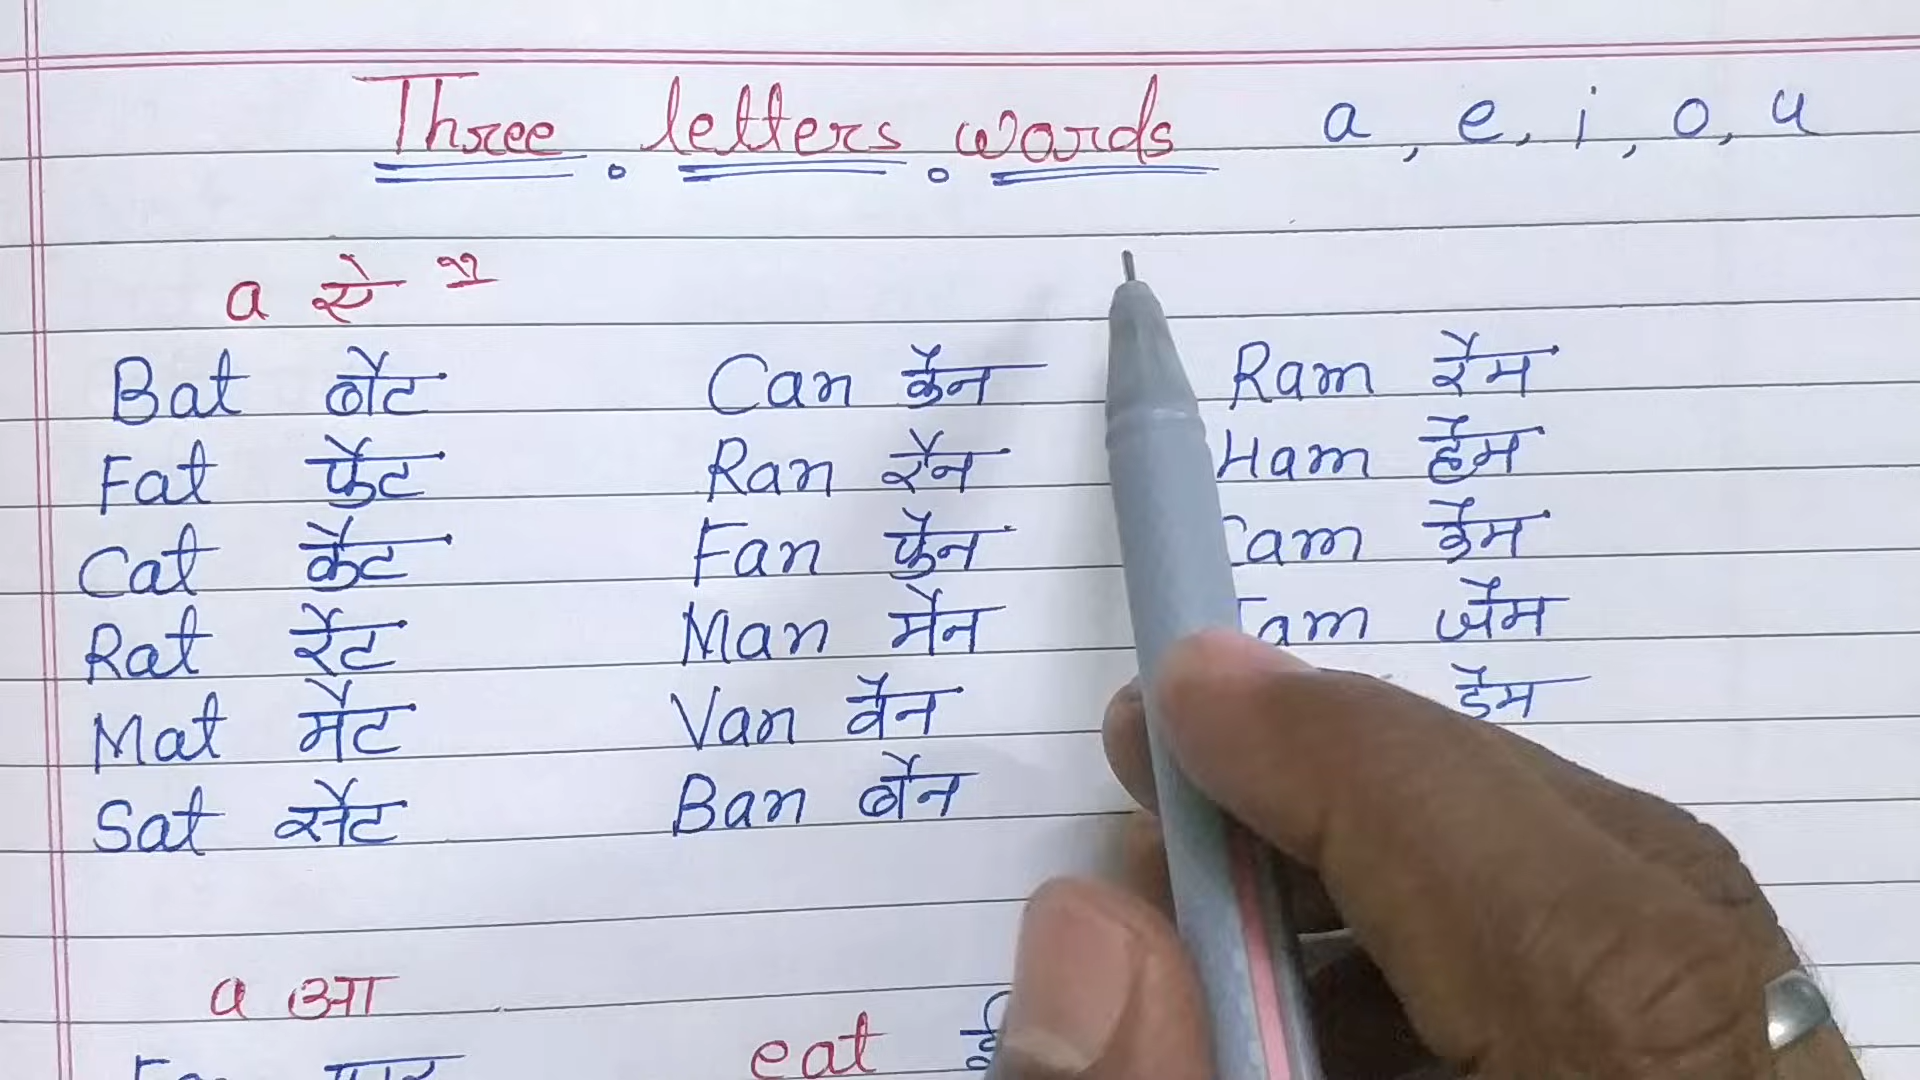 Three letters words a, e, i, o, u
a से ऐ
Bat बैट Can कैन Ram रैम
Fat फैट Ran रैन Ham हैम
Cat कैट Fan फैन कैम
Rat रैट Man मैन जैम
Mat मैट Van वैन डैम
Sat सैट Ban बैन
a आ
eat